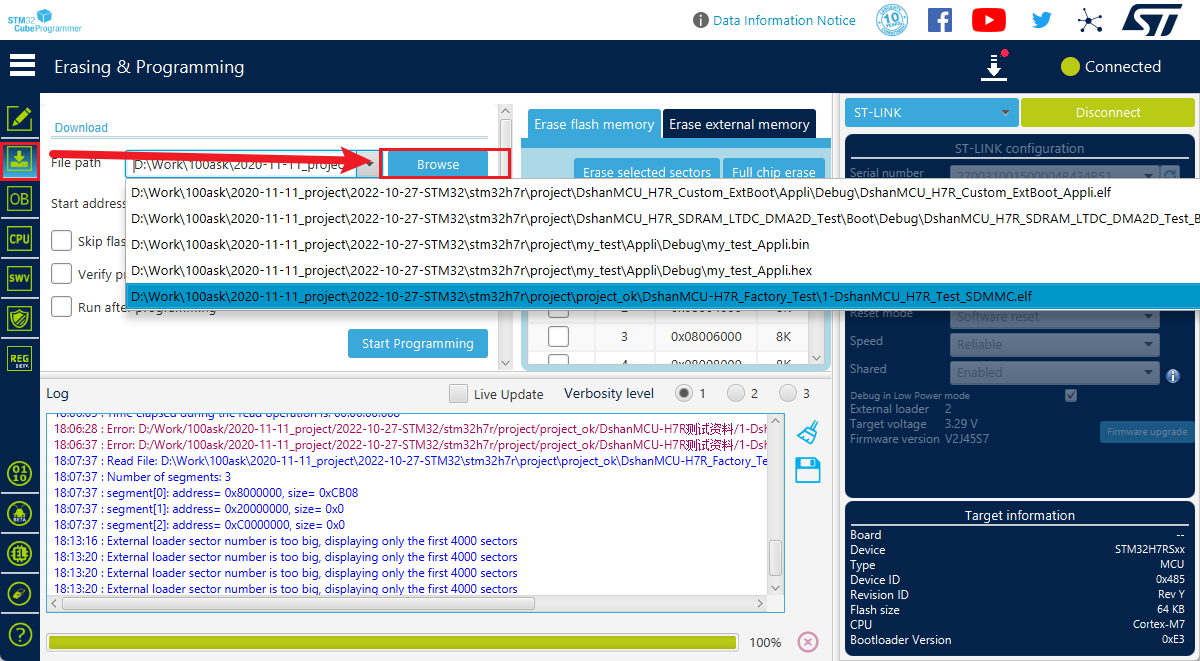 STM32
CubeProgrammer
Data Information Notice
10 YEARS
ST
Erasing & Programming
Connected
OB
CPU
SWV
REG
BETA
01
10
BETA
EL
?
Download
File path
D:\Work\100ask\2020-11-11_project
Browse
D:\Work\100ask\2020-11-11_project\2022-10-27-STM32\stm32h7r\project\DshanMCU_H7R_Custom_ExtBoot\Appli\Debug\DshanMCU_H7R_Custom_ExtBoot_Appli.elf
D:\Work\100ask\2020-11-11_project\2022-10-27-STM32\stm32h7r\project\DshanMCU_H7R_SDRAM_LTDC_DMA2D_Test\Boot\Debug\DshanMCU_H7R_SDRAM_LTDC_DMA2D_Test_B
D:\Work\100ask\2020-11-11_project\2022-10-27-STM32\stm32h7r\project\my_test\Appli\Debug\my_test_Appli.bin
D:\Work\100ask\2020-11-11_project\2022-10-27-STM32\stm32h7r\project\my_test\Appli\Debug\my_test_Appli.hex
D:\Work\100ask\2020-11-11_project\2022-10-27-STM32\stm32h7r\project\project_ok\DshanMCU-H7R_Factory_Test\1-DshanMCU_H7R_Test_SDMMC.elf
Start address
Skip flas
Verify pr
Run after programming
Start Programming
Erase flash memory
Erase external memory
Erase selected sectors
Full chip erase
3 0x08006000 8K
4 0x08008000 8K
ST-LINK
Disconnect
ST-LINK configuration
Serial number
Reset mode Software reset
Speed Reliable
Shared Enabled
Debug in Low Power mode
External loader 2
Target voltage 3.29 V
Firmware version V2J45S7
Firmware upgrade
Target information
Board --
Device STM32H7RSxx
Type MCU
Device ID 0x485
Revision ID Rev Y
Flash size 64 KB
CPU Cortex-M7
Bootloader Version 0xE3
Log
Live Update
Verbosity level
1
2
3
18:06:09 : Time elapsed during the read operation is: 00:00:00.008
18:06:28 : Error: D:/Work/100ask/2020-11-11_project/2022-10-27-STM32/stm32h7r/project/project_ok/DshanMCU-H7R测试资料/1-Dsh
18:06:37 : Error: D:/Work/100ask/2020-11-11_project/2022-10-27-STM32/stm32h7r/project/project_ok/DshanMCU-H7R测试资料/1-Dsh
18:07:37 : Read File: D:\Work\100ask\2020-11-11_project\2022-10-27-STM32\stm32h7r\project\project_ok\DshanMCU-H7R_Factory_Te
18:07:37 : Number of segments: 3
18:07:37 : segment[0]: address= 0x8000000, size= 0xCB08
18:07:37 : segment[1]: address= 0x20000000, size= 0x0
18:07:37 : segment[2]: address= 0xC0000000, size= 0x0
18:13:16 : External loader sector number is too big, displaying only the first 4000 sectors
18:13:20 : External loader sector number is too big, displaying only the first 4000 sectors
18:13:20 : External loader sector number is too big, displaying only the first 4000 sectors
18:13:20 : External loader sector number is too big, displaying only the first 4000 sectors
100%